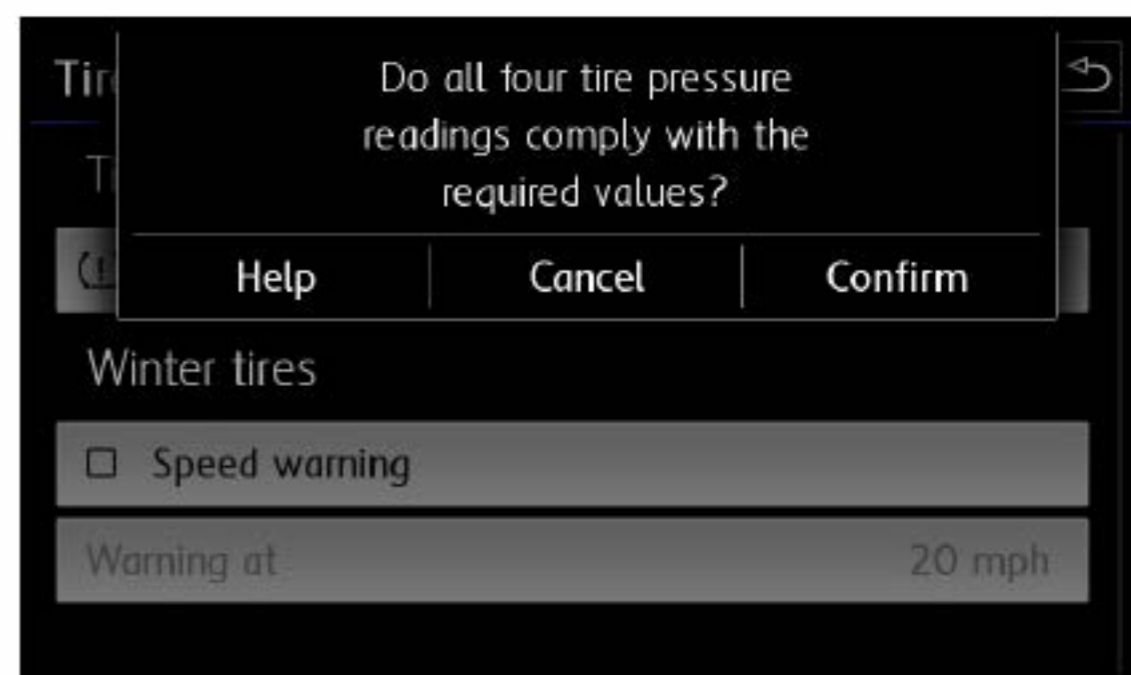 Do all four tire pressure
readings comply with the
required values?
Help Cancel Confirm
Winter tires
Speed warning
Warning at 20 mph